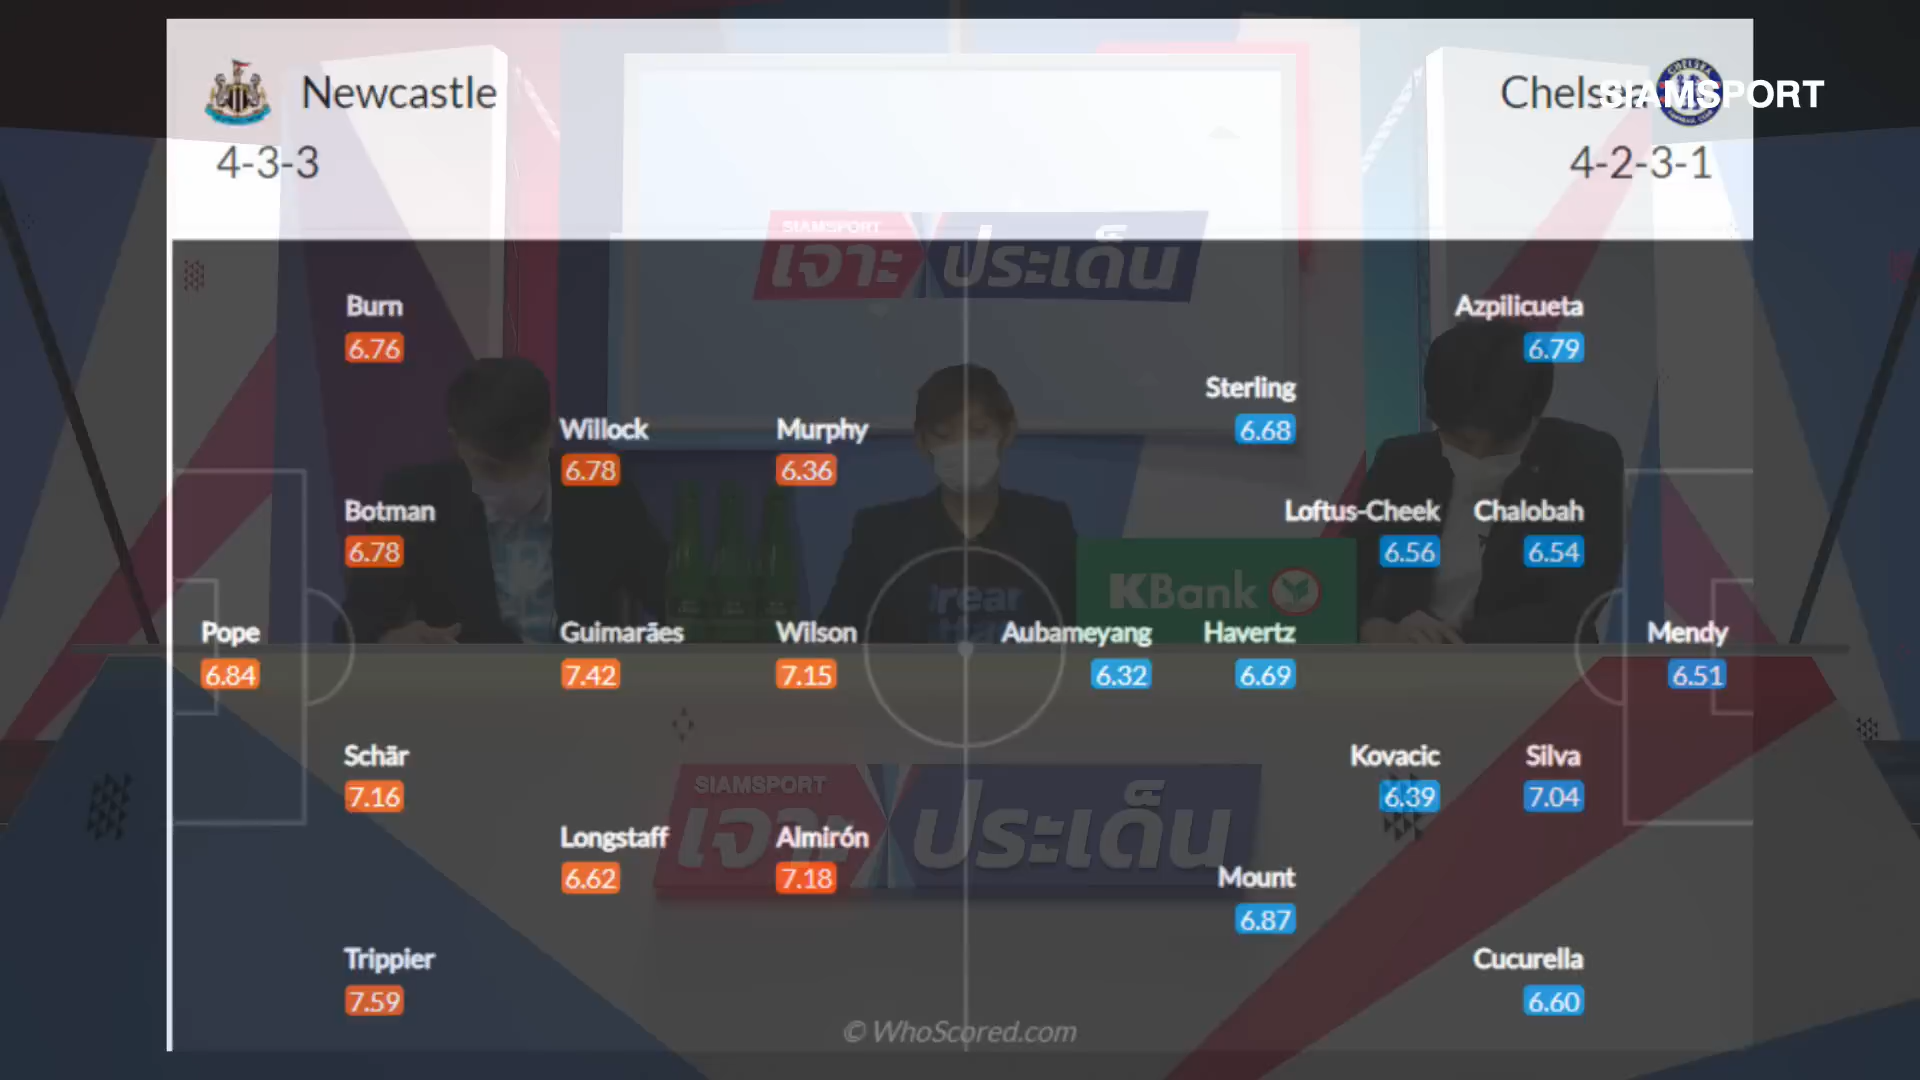 Newcastle
4-3-3
Chelsea
SIAMSPORT
4-2-3-1
SIAMSPORT
เจาะ ประเด็น
Burn
6.76
Azpilicueta
6.79
Sterling
6.68
Willock
6.78
Murphy
6.36
Botman
6.78
Loftus-Cheek
6.56
Chalobah
6.54
KBank
Pope
6.84
Guimarães
7.42
Wilson
7.15
Aubameyang
6.32
Havertz
6.69
Mendy
6.51
Schär
7.16
Kovacic
6.39
Silva
7.04
SIAMSPORT
เจาะ ประเด็น
Longstaff
6.62
Almirón
7.18
Mount
6.87
Trippier
7.59
Cucurella
6.60
© WhoScored.com